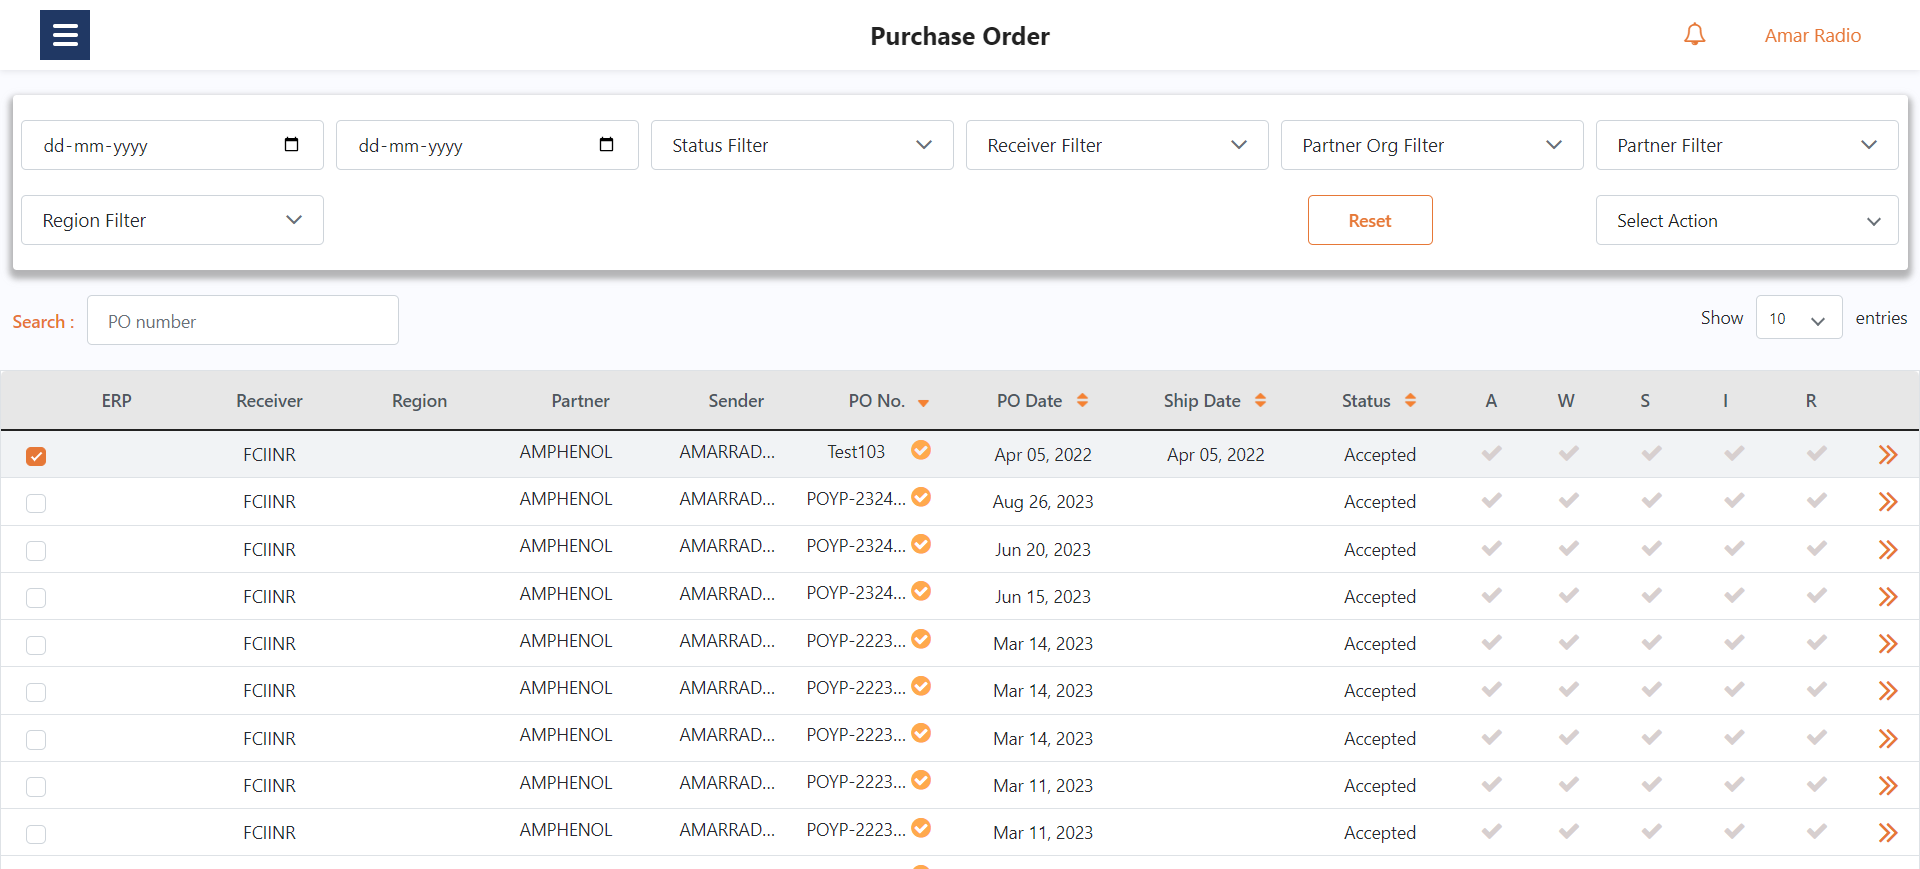 Purchase Order
Amar Radio
dd-mm-yyyy dd-mm-yyyy Status Filter Receiver Filter Partner Org Filter Partner Filter
Region Filter Reset Select Action
Search : PO number Show 10 entries
ERP Receiver Region Partner Sender PO No. PO Date Ship Date Status A W S I R
FCIINR AMPHENOL AMARRAD... Test103 Apr 05, 2022 Apr 05, 2022 Accepted
FCIINR AMPHENOL AMARRAD... POYP-2324... Aug 26, 2023 Accepted
FCIINR AMPHENOL AMARRAD... POYP-2324... Jun 20, 2023 Accepted
FCIINR AMPHENOL AMARRAD... POYP-2324... Jun 15, 2023 Accepted
FCIINR AMPHENOL AMARRAD... POYP-2223... Mar 14, 2023 Accepted
FCIINR AMPHENOL AMARRAD... POYP-2223... Mar 14, 2023 Accepted
FCIINR AMPHENOL AMARRAD... POYP-2223... Mar 14, 2023 Accepted
FCIINR AMPHENOL AMARRAD... POYP-2223... Mar 11, 2023 Accepted
FCIINR AMPHENOL AMARRAD... POYP-2223... Mar 11, 2023 Accepted